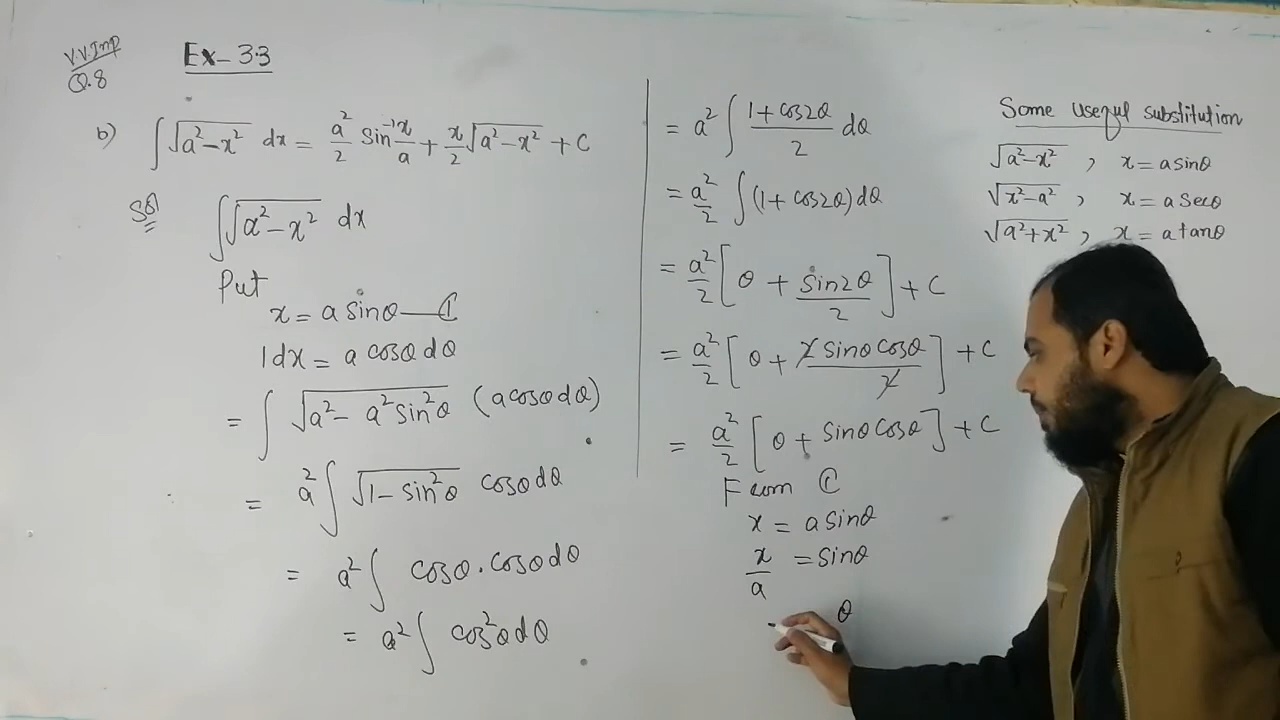 V.V.Imp
Q.8
Ex-3.3
b) ∫√(a²-x²) dx = a²/2 Sin⁻¹ x/a + x/2 √(a²-x²) + C
Sol
∫√(a²-x²) dx
Put
x = a sinθ —①
1dx = a cosθ dθ
= ∫ √(a²- a²sin²θ) (a cosθ dθ)
= a² ∫ √(1- sin²θ) cosθ dθ
= a² ∫ cosθ . cosθ dθ
= a² ∫ cos²θ dθ
= a² ∫ (1+cos2θ)/2 dθ
= a²/2 ∫ (1+cos2θ) dθ
= a²/2 [θ + sin2θ/2] + C
= a²/2 [θ + 2 sinθ cosθ/2] + C
= a²/2 [θ + sinθ cosθ] + C
From ①
x = a sinθ
x/a = sinθ
θ
Some Useful substitution
√(a²-x²) , x = a sinθ
√(x²-a²) , x = a secθ
√(a²+x²) , x = a tanθ